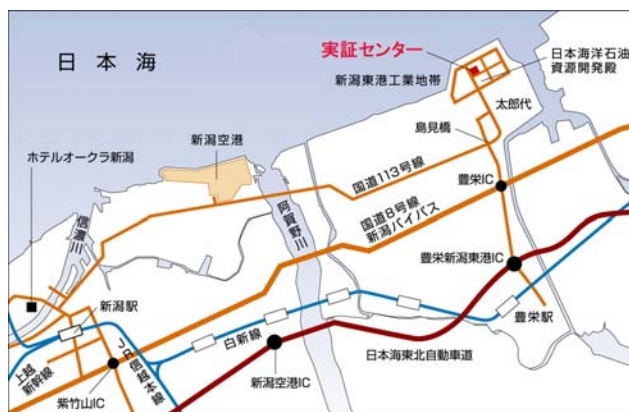 日本海
実証センター
新潟東港工業地帯
日本海洋石油
資源開発殿
太郎代
島見橋
新潟空港
ホテルオークラ新潟
国道113号線
豊栄IC
信濃川
阿賀野川
国道8号線
新潟バイパス
豊栄新潟東港IC
新潟駅
豊栄駅
白新線
日本海東北自動車道
上越
新幹線
JR信越本線
新潟空港IC
紫竹山IC